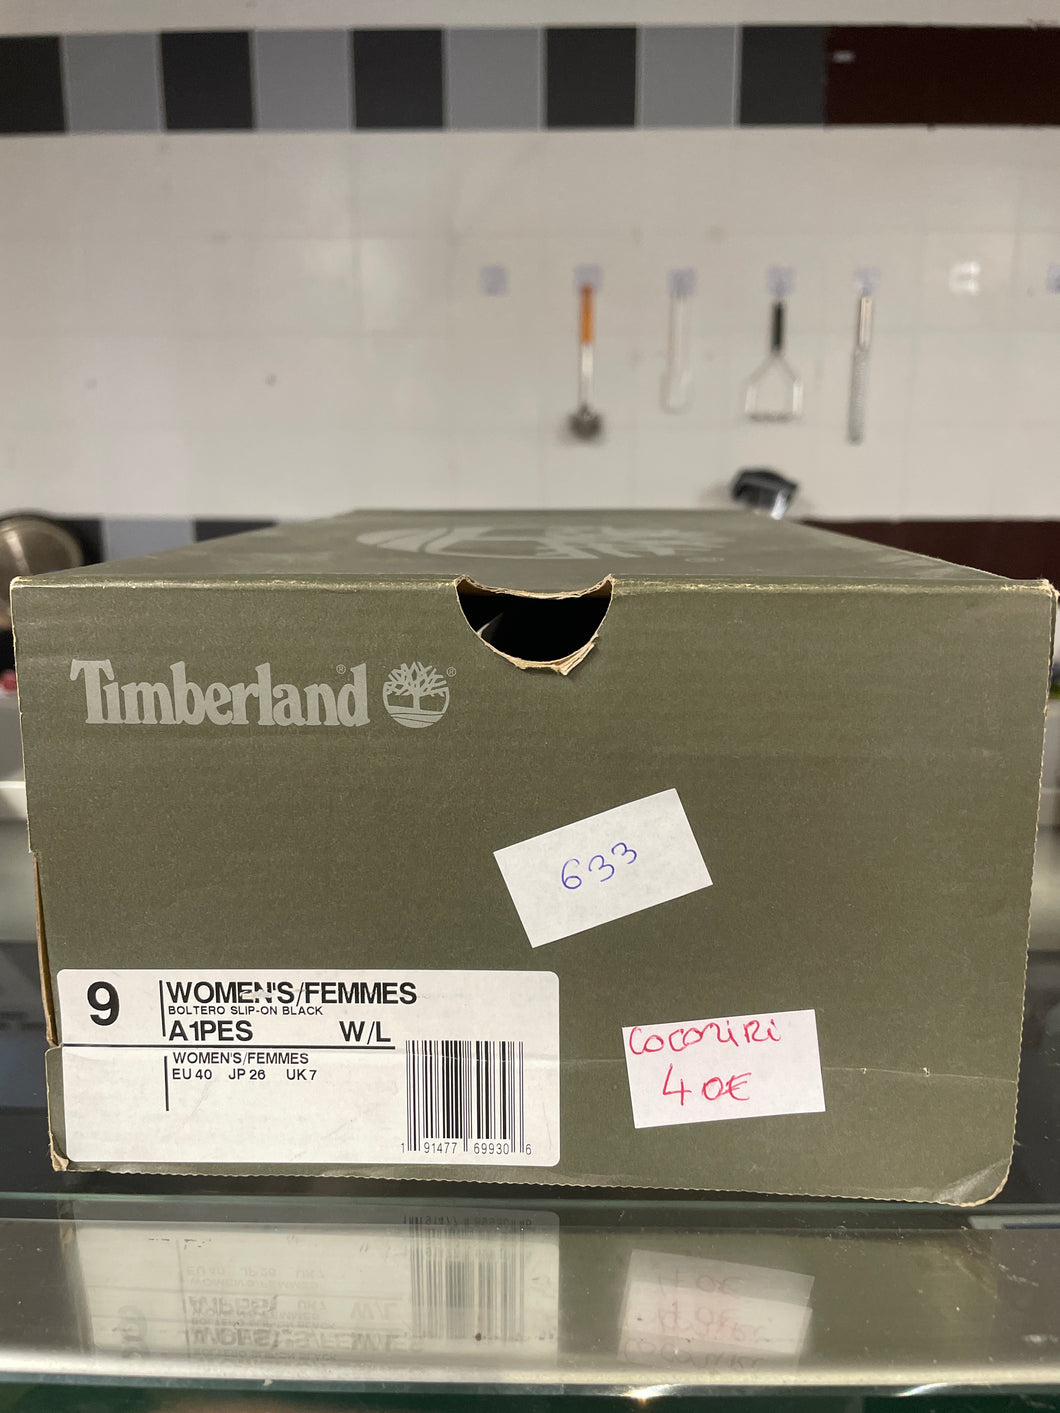 Timberland
633
9
WOMEN'S/FEMMES
BOLTERO SLIP-ON BLACK
A1PES W/L
WOMEN'S/FEMMES
EU 40 JP 26 UK 7
1 91477 69930 6
COCORiRi
40€